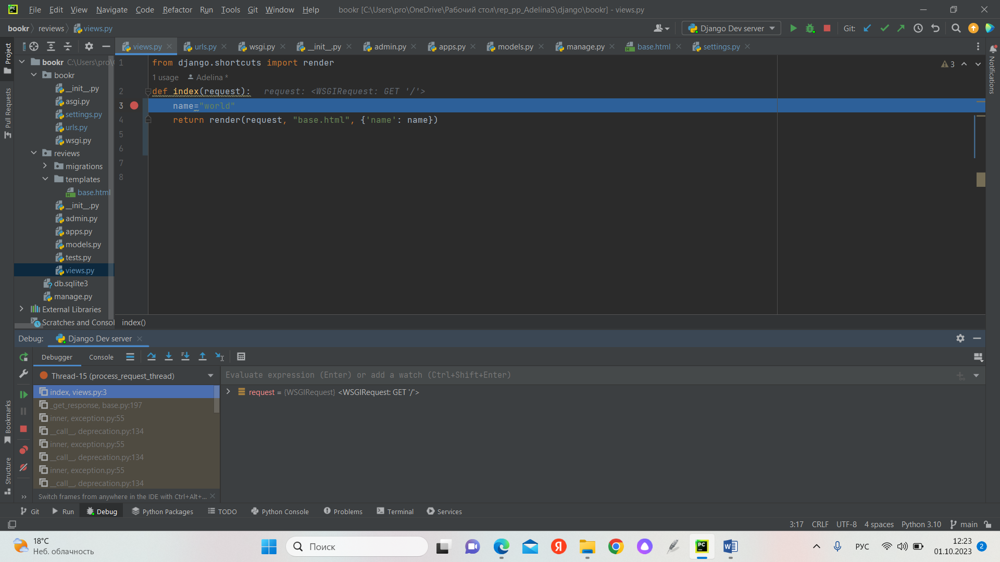 File Edit View Navigate Code Refactor Run Tools Git Window Help bookr [C:\Users\pro\OneDrive\Рабочий стол\rep_pp_AdelinaS\django\bookr] - views.py
bookr reviews views.py
Django Dev server Git:
views.py urls.py wsgi.py __init__.py admin.py apps.py models.py manage.py base.html settings.py
Project
Pull Requests
Bookmarks
Structure
Notifications
bookr C:\Users\pro\
bookr
__init__.py
asgi.py
settings.py
urls.py
wsgi.py
reviews
migrations
templates
base.html
__init__.py
admin.py
apps.py
models.py
tests.py
views.py
db.sqlite3
manage.py
External Libraries
Scratches and Consol
1 from django.shortcuts import render
1 usage Adelina *
2 def index(request): request: <WSGIRequest: GET '/'>
3 name="world"
4 return render(request, "base.html", {'name': name})
5
6
7
8
3
index()
Debug: Django Dev server
Debugger Console
Thread-15 (process_request_thread)
Evaluate expression (Enter) or add a watch (Ctrl+Shift+Enter)
index, views.py:3
_get_response, base.py:197
inner, exception.py:55
__call__, deprecation.py:134
inner, exception.py:55
__call__, deprecation.py:134
inner, exception.py:55
__call__, deprecation.py:134
Switch frames from anywhere in the IDE with Ctrl+Alt+...
request = {WSGIRequest} <WSGIRequest: GET '/'>
Git Run Debug Python Packages TODO Python Console Problems Terminal Services
3:17 CRLF UTF-8 4 spaces Python 3.10 main
18°C
Неб. облачность
Поиск
РУС
12:23
01.10.2023
2